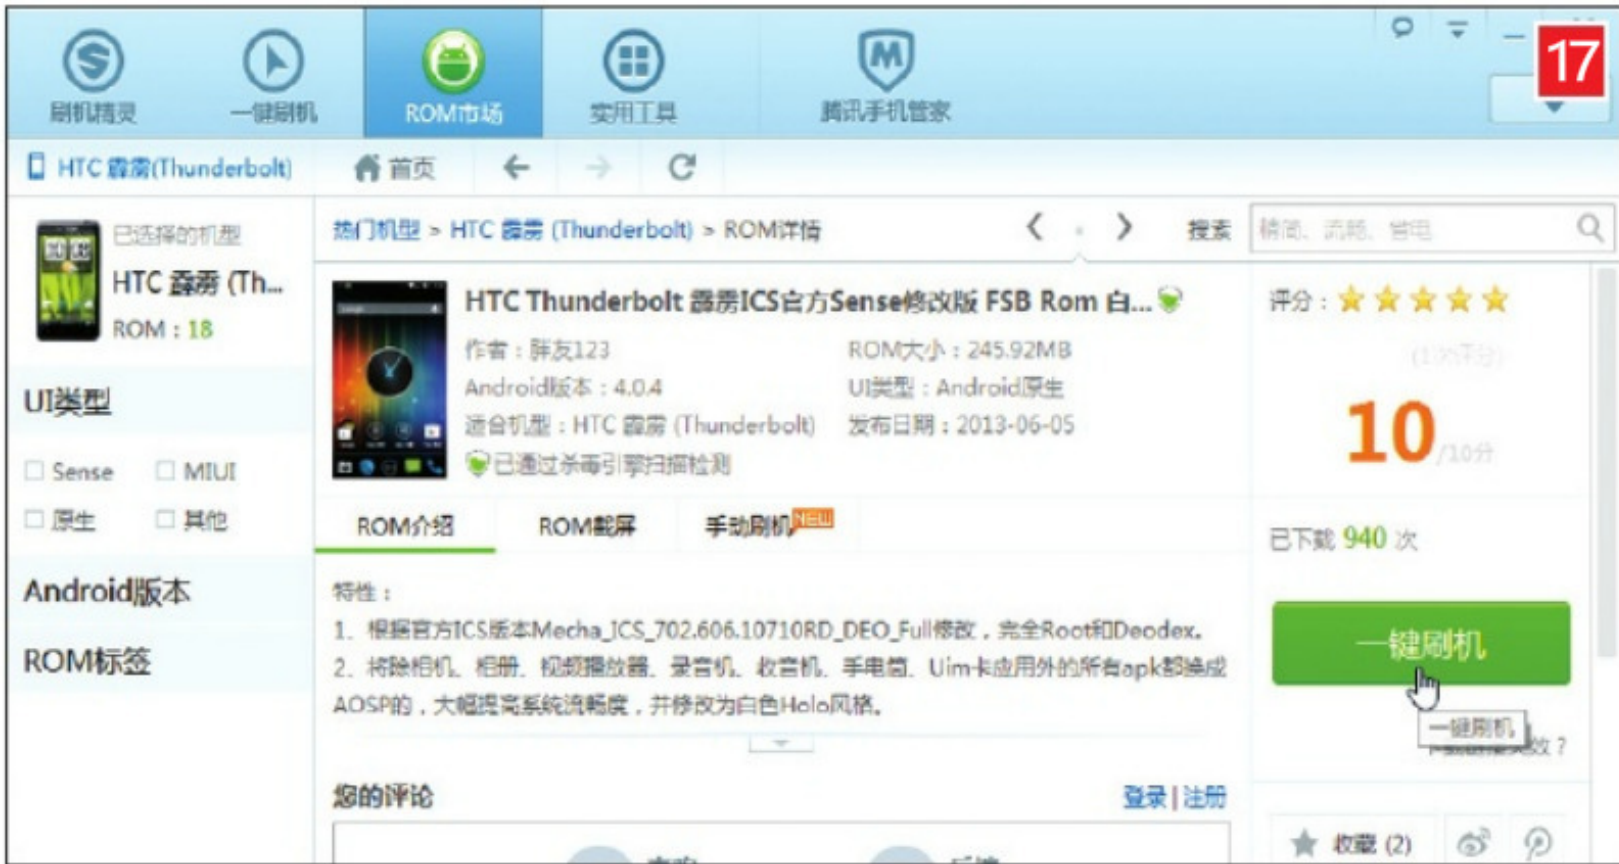 17
刷机精灵
一键刷机
ROM市场
实用工具
腾讯手机管家
HTC 霹雳(Thunderbolt)
首页
已选择的机型
HTC 霹雳 (Th...
ROM：18
热门机型 > HTC 霹雳 (Thunderbolt) > ROM详情
搜素
精简、流畅、省电
HTC Thunderbolt 霹雳ICS官方Sense修改版 FSB Rom 白...
作者：胖友123
ROM大小：245.92MB
Android版本：4.0.4
UI类型：Android原生
适合机型：HTC 霹雳 (Thunderbolt)
发布日期：2013-06-05
已通过杀毒引擎扫描检测
评分：
10/10分
UI类型
Sense
MIUI
原生
其他
Android版本
ROM标签
ROM介绍
ROM截屏
手动刷机NEW
特性：
1、根据官方ICS版本Mecha_ICS_702.606.10710RD_DEO_Full修改，完全Root和Deodex。
2、将除相机、相册、视频播放器、录音机、收音机、手电筒、Uim卡应用外的所有apk都换成
AOSP的，大幅提高系统流畅度，并修改为白色Holo风格。
已下载 940 次
一键刷机
一键刷机
效？
您的评论
登录 | 注册
收藏 (2)